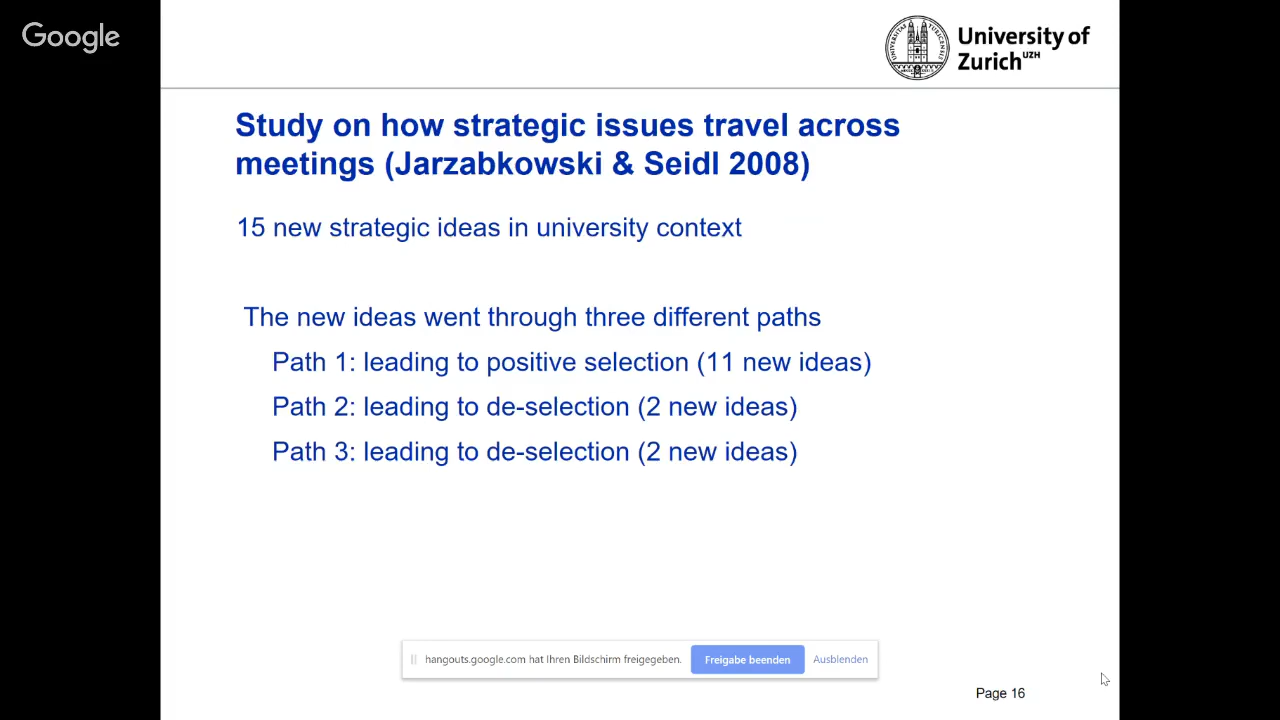 Google
University of
Zurich UZH
UNIVERSITAS TURICENSIS
Study on how strategic issues travel across
meetings (Jarzabkowski & Seidl 2008)
15 new strategic ideas in university context
The new ideas went through three different paths
Path 1: leading to positive selection (11 new ideas)
Path 2: leading to de-selection (2 new ideas)
Path 3: leading to de-selection (2 new ideas)
hangouts.google.com hat Ihren Bildschirm freigegeben. Freigabe beenden Ausblenden
Page 16